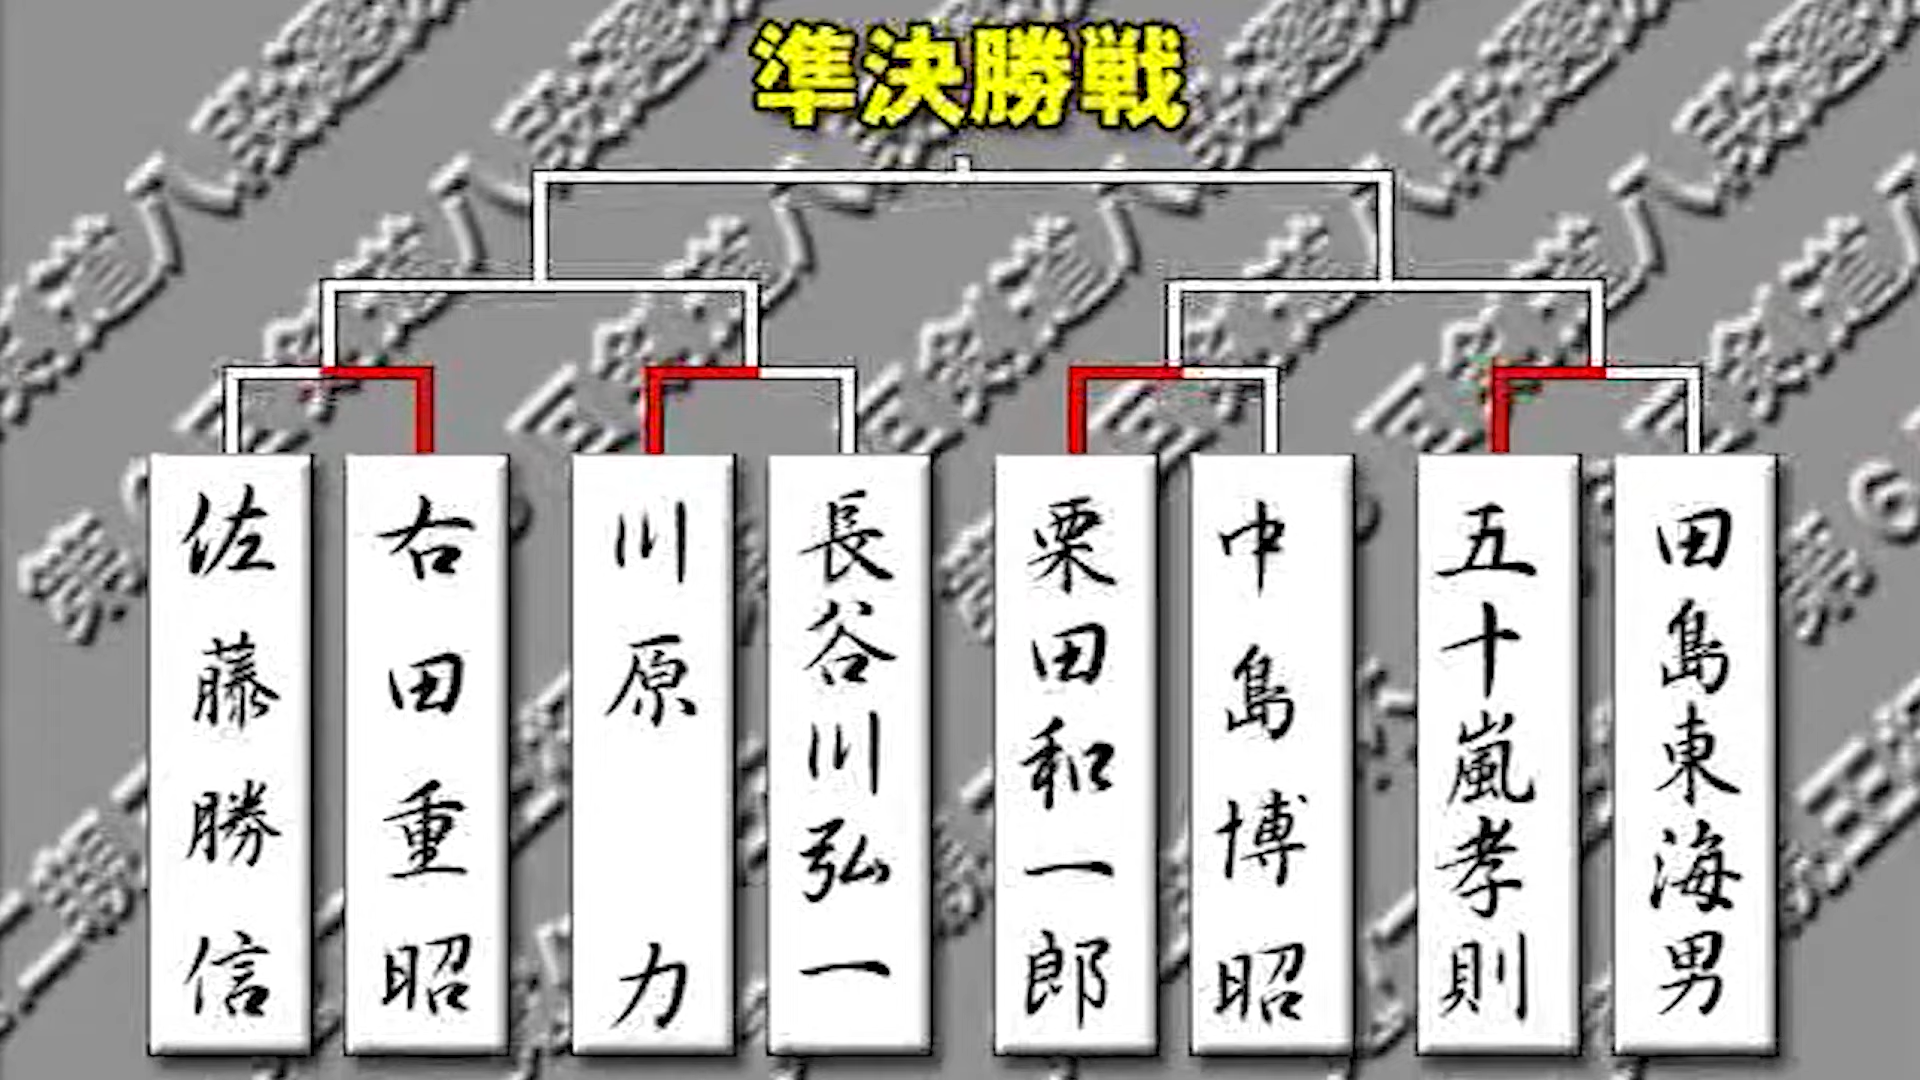 準決勝戦
佐藤勝信
右田重昭
川原力
長谷川弘一
栗田和一郎
中島博昭
五十嵐孝則
田島東海男